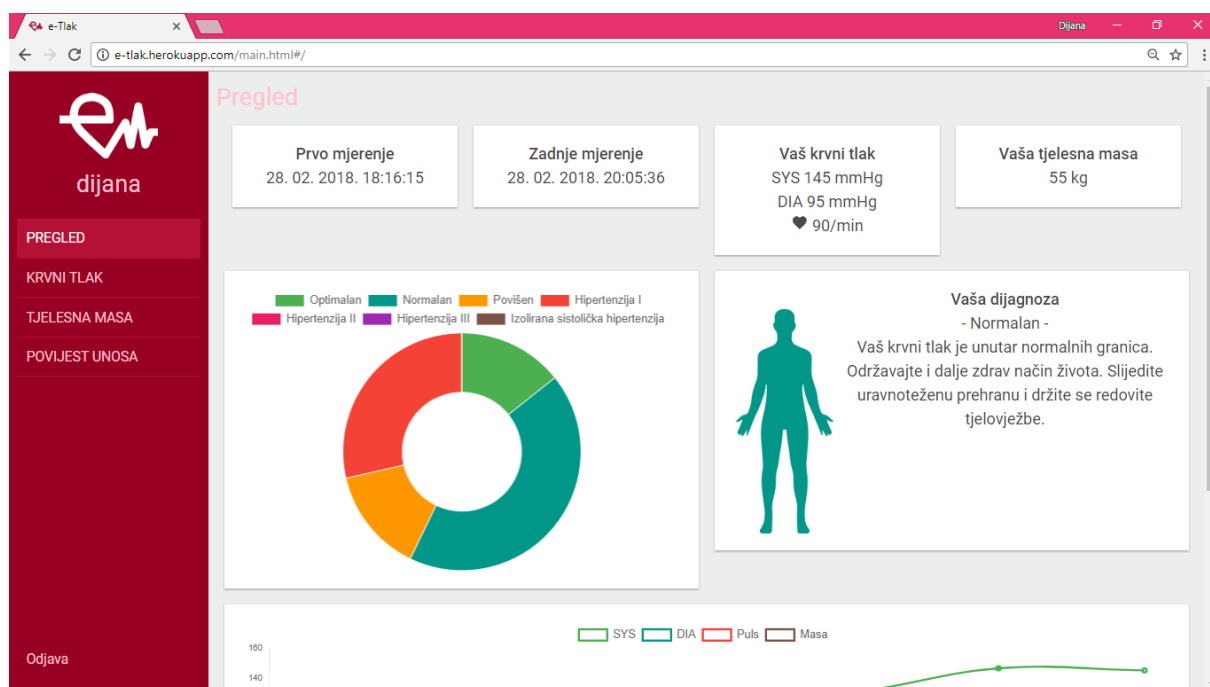 e-Tlak
Dijana
e-tlak.herokuapp.com/main.html#/
dijana
PREGLED
KRVNI TLAK
TJELESNA MASA
POVIJEST UNOSA
Odjava
Pregled
Prvo mjerenje
28. 02. 2018. 18:16:15
Zadnje mjerenje
28. 02. 2018. 20:05:36
Vaš krvni tlak
SYS 145 mmHg
DIA 95 mmHg
90/min
Vaša tjelesna masa
55 kg
Optimalan Normalan Povišen Hipertenzija I
Hipertenzija II Hipertenzija III Izolirana sistolička hipertenzija
Vaša dijagnoza
- Normalan -
Vaš krvni tlak je unutar normalnih granica.
Održavajte i dalje zdrav način života. Slijedite
uravnoteženu prehranu i držite se redovite
tjelovježbe.
SYS DIA Puls Masa
160
140